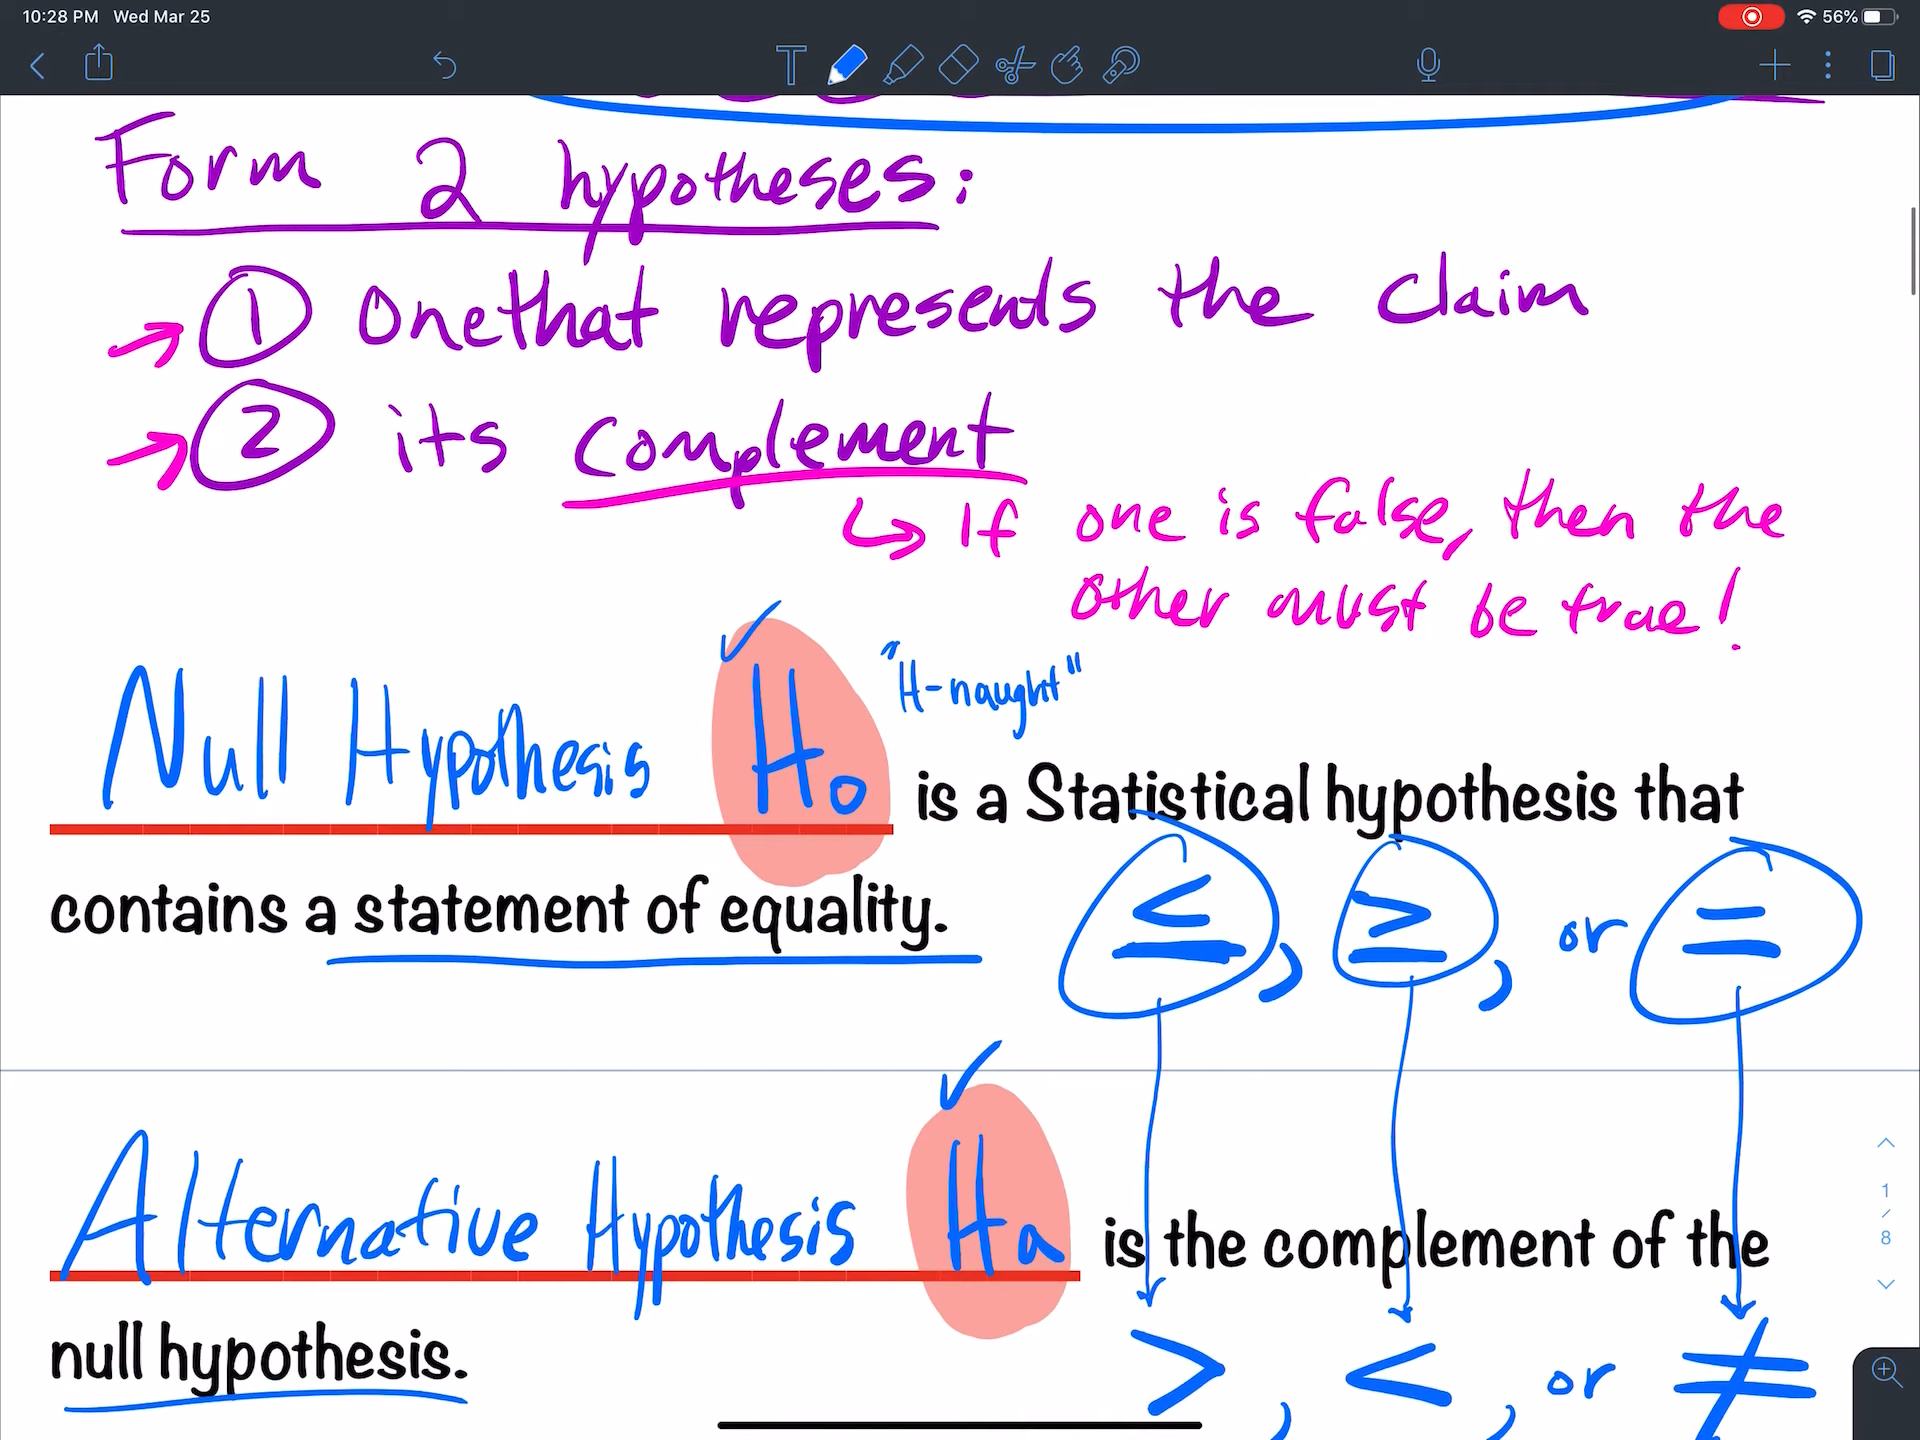 10:28 PM Wed Mar 25
56%
Form 2 hypotheses:
→ ① One that represents the claim
→ ② its complement
↳ If one is false, then the
other must be true!
Null Hypothesis H₀ "H-naught" is a Statistical hypothesis that
contains a statement of equality. ≤, ≥, or =
Alternative Hypothesis Ha is the complement of the
null hypothesis. >, <, or ≠
1
/
8